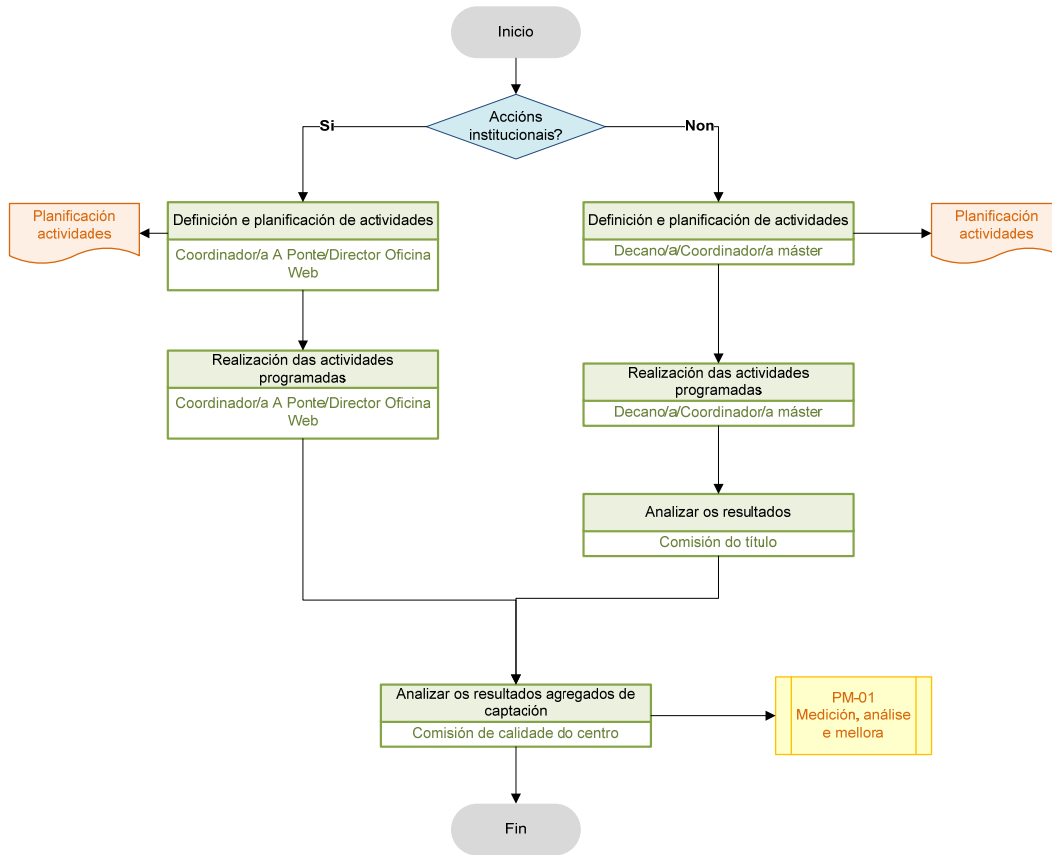 Inicio
Accións
institucionais?
Si
Non
Planificación
actividades
Definición e planificación de actividades
Coordinador/a A Ponte/Director Oficina
Web
Definición e planificación de actividades
Decano/a/Coordinador/a máster
Planificación
actividades
Realización das actividades
programadas
Coordinador/a A Ponte/Director Oficina
Web
Realización das actividades
programadas
Decano/a/Coordinador/a máster
Analizar os resultados
Comisión do título
Analizar os resultados agregados de
captación
Comisión de calidade do centro
PM-01
Medición, análise
e mellora
Fin